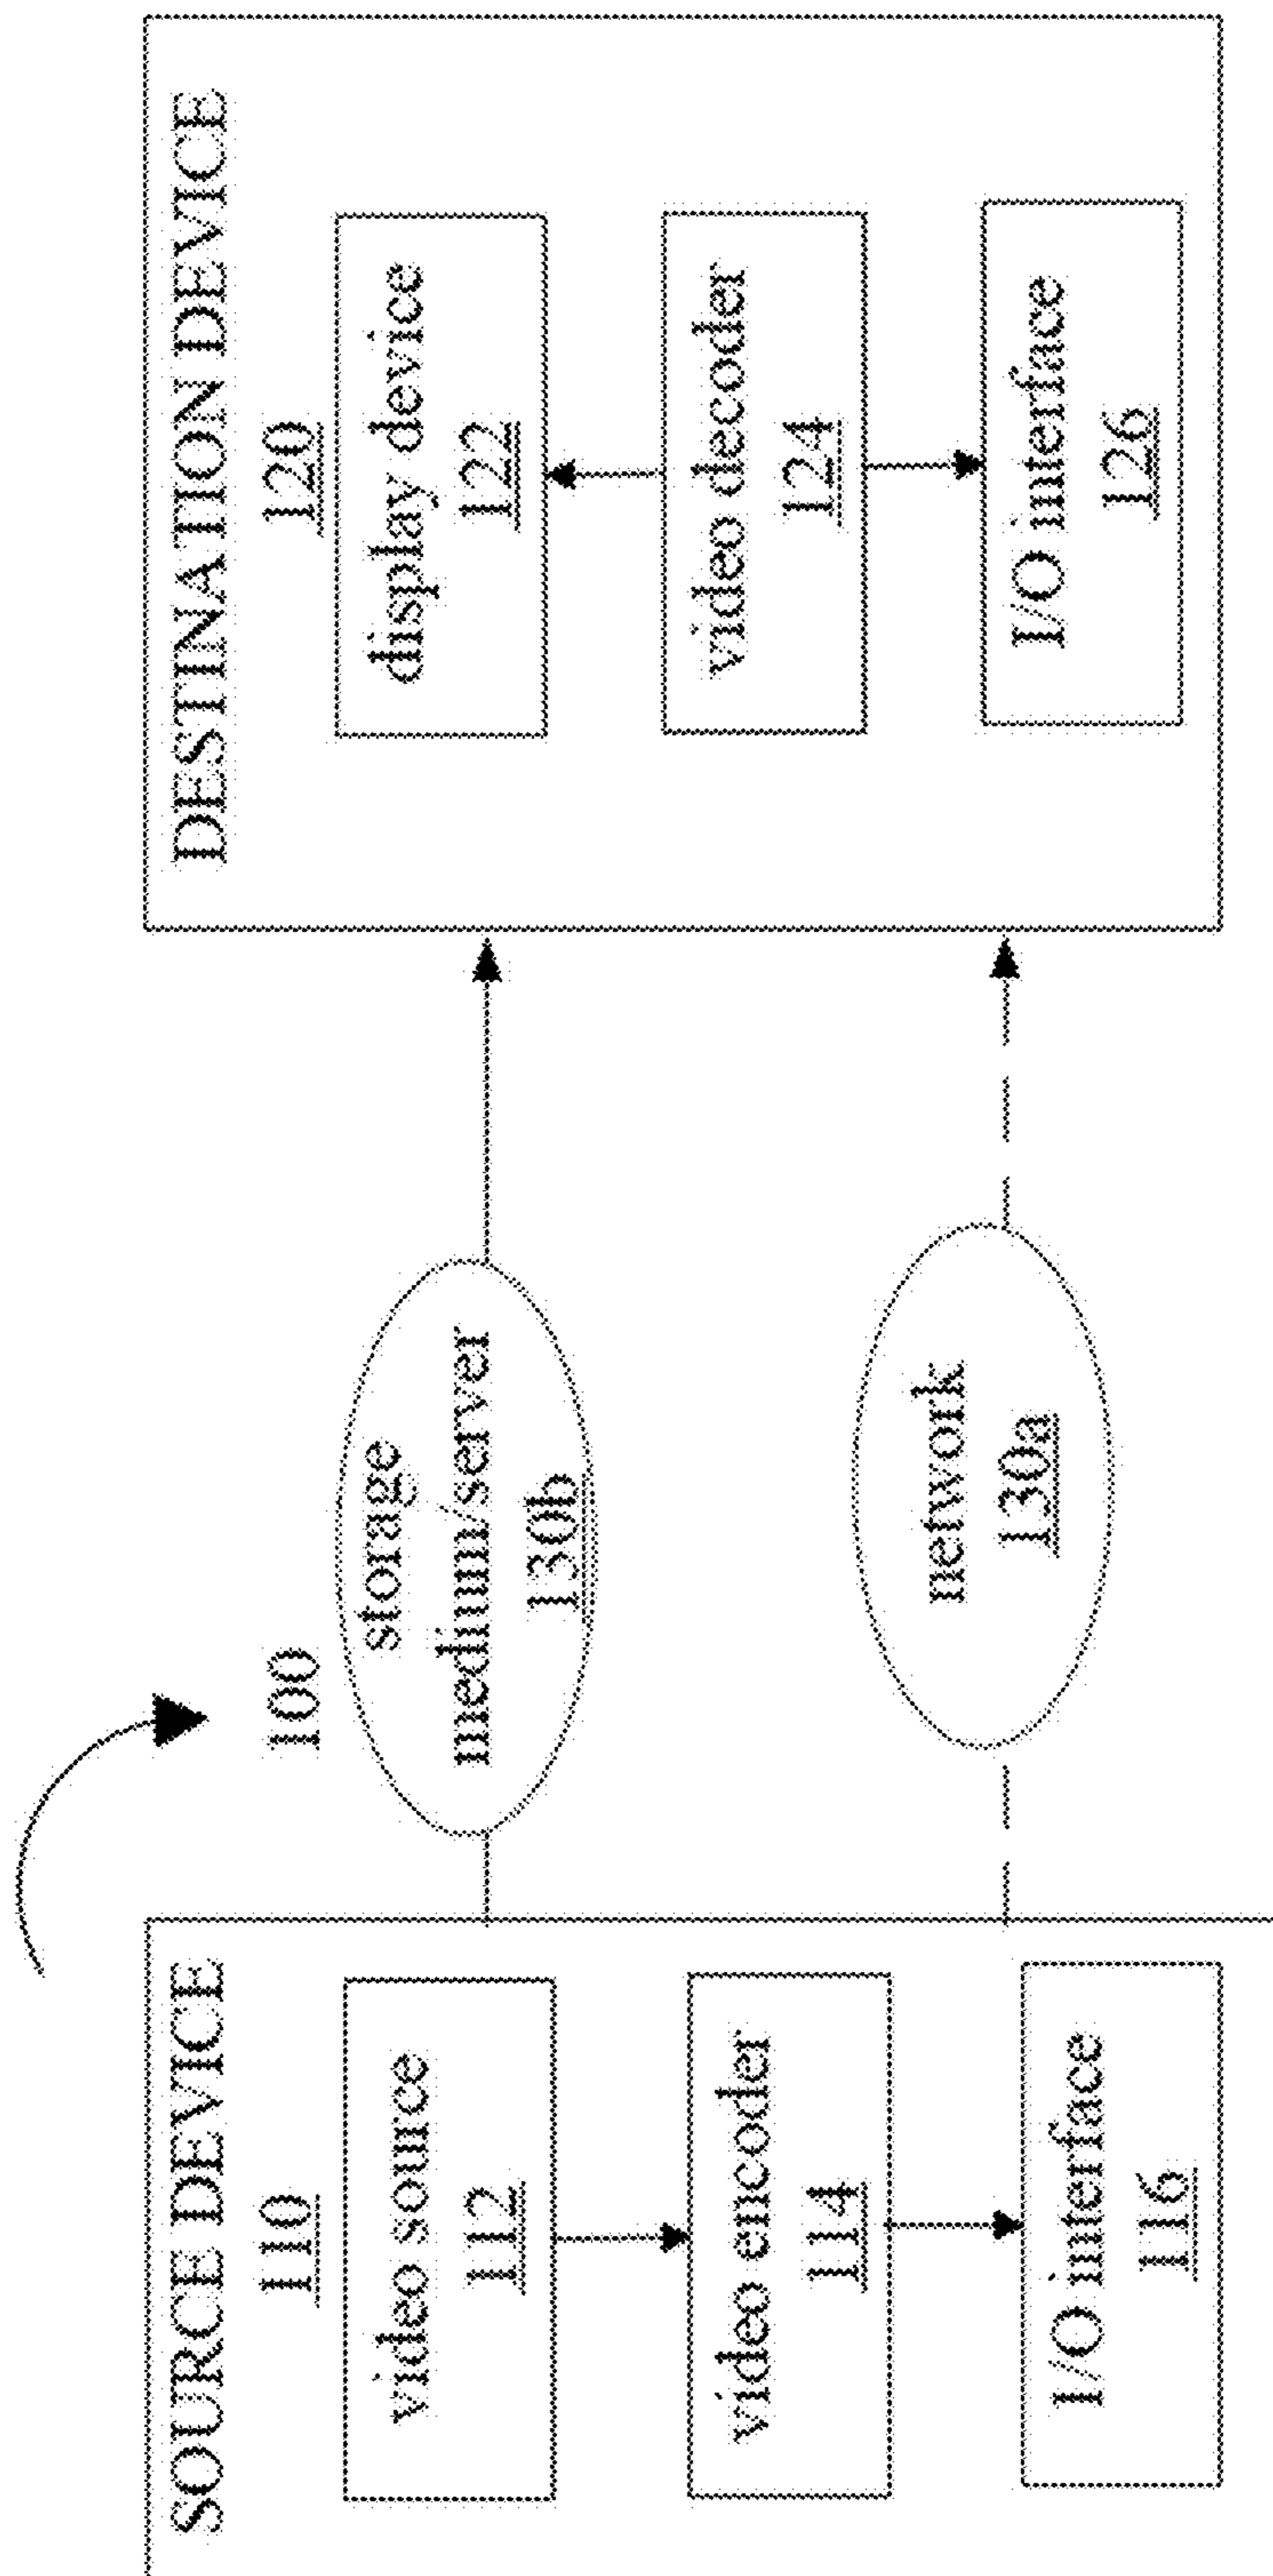 100
SOURCE DEVICE
110
video source
112
video encoder
114
I/O interface
116
storage
medium/server
130b
network
130a
DESTINATION DEVICE
120
display device
122
video decoder
124
I/O interface
126